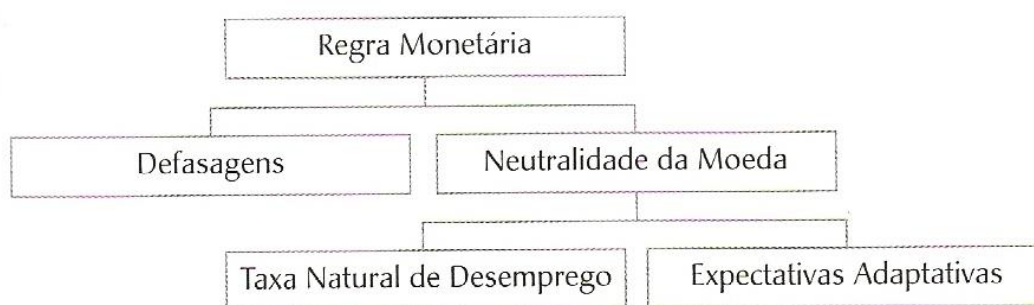 Regra Monetária
Defasagens
Neutralidade da Moeda
Taxa Natural de Desemprego
Expectativas Adaptativas